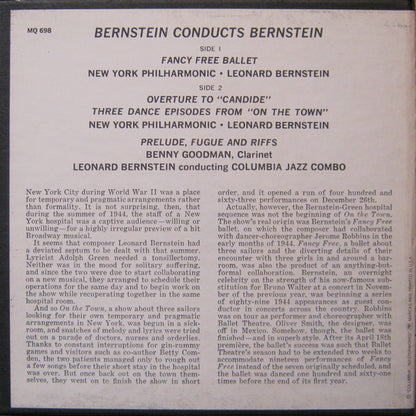 MQ 698
BERNSTEIN CONDUCTS BERNSTEIN
SIDE 1
FANCY FREE BALLET
NEW YORK PHILHARMONIC • LEONARD BERNSTEIN
SIDE 2
OVERTURE TO "CANDIDE"
THREE DANCE EPISODES FROM "ON THE TOWN"
NEW YORK PHILHARMONIC • LEONARD BERNSTEIN
PRELUDE, FUGUE AND RIFFS
BENNY GOODMAN, Clarinet
LEONARD BERNSTEIN conducting COLUMBIA JAZZ COMBO
New York City during World War II was a place
for temporary and pragmatic arrangements rather
than formality. It is not surprising, then, that
during the summer of 1944, the staff of a New
York hospital was a captive audience—willing or
unwilling—for a highly irregular preview of a hit
Broadway musical.
It seems that composer Leonard Bernstein had
a deviated septum to be dealt with that summer.
Lyricist Adolph Green needed a tonsillectomy.
Neither was in the mood for solitary suffering,
and since the two were due to start collaborating
on a new musical, they arranged to schedule their
operations for the same day and to begin work on
the show while recuperating together in the same
hospital room.
And so On the Town, a show about three sailors
looking for their own temporary and pragmatic
arrangements in New York, was begun in a sick-
room, and snatches of melody and lyrics were tried
out on a parade of doctors, nurses and orderlies.
Thanks to constant interruptions of gin-rummy
games and visitors such as co-author Betty Com-
den, the two patients managed only to rough out
a few songs before their short stay in the hospital
was over. But once back out on the town them-
selves, they went on to finish the show in short
order, and it opened a run of four hundred and
sixty-three performances on December 26th.
Actually, however, the Bernstein-Green hospital
sequence was not the beginning of On the Town.
The show's real origin was Bernstein's Fancy Free
ballet, on which the composer had collaborated
with dancer-choreographer Jerome Robbins in the
early months of 1944. Fancy Free, a ballet about
three sailors and the diverting details of their
encounter with three girls in and around a bar-
room, was also the product of an anything-but-
formal collaboration. Bernstein, an overnight
celebrity on the strength of his now-famous sub-
stitution for Bruno Walter at a concert in Novem-
ber of the previous year, was beginning a series
of eighty-nine 1944 appearances as guest con-
ductor in concerts across the country. Robbins
was on tour as performer and choreographer with
Ballet Theatre. Oliver Smith, the designer, was
off in Mexico. Somehow, though, the ballet was
finished—and in superb style. After its April 18th
première, the ballet's success was such that Ballet
Theatre's season had to be extended two weeks to
accommodate nineteen performances of Fancy
Free instead of the seven originally scheduled, and
the ballet was danced one hundred and sixty-one
times before the end of its first year.